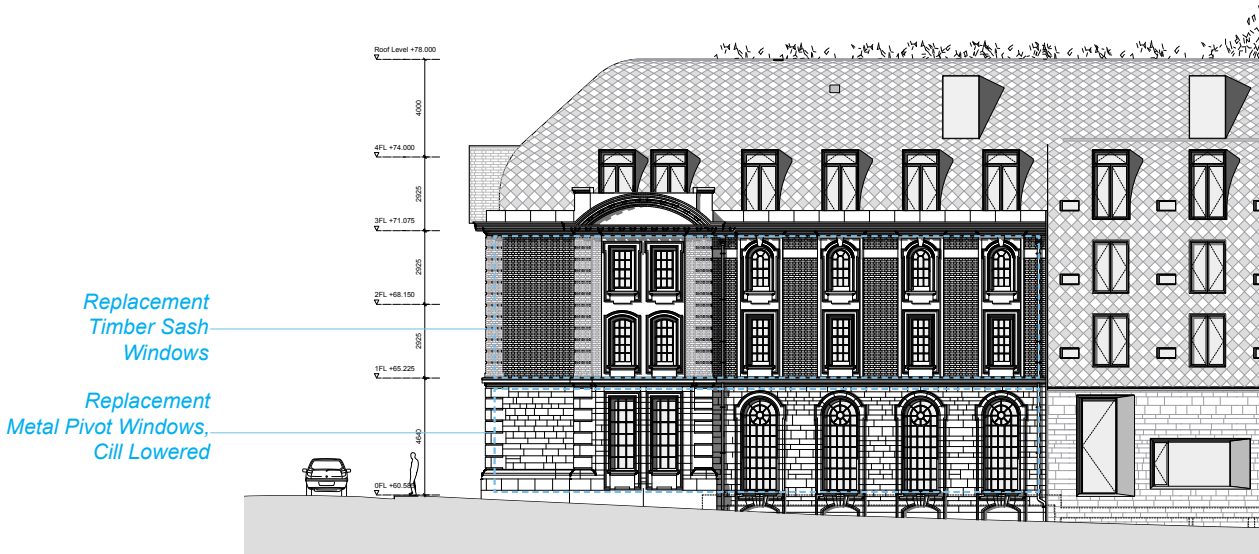 Roof Level +78.000
4000
4FL +74.000
2925
3FL +71.075
2925
2FL +68.150
2925
1FL +65.225
4640
0FL +60.585
Replacement
Timber Sash
Windows
Replacement
Metal Pivot Windows,
Cill Lowered